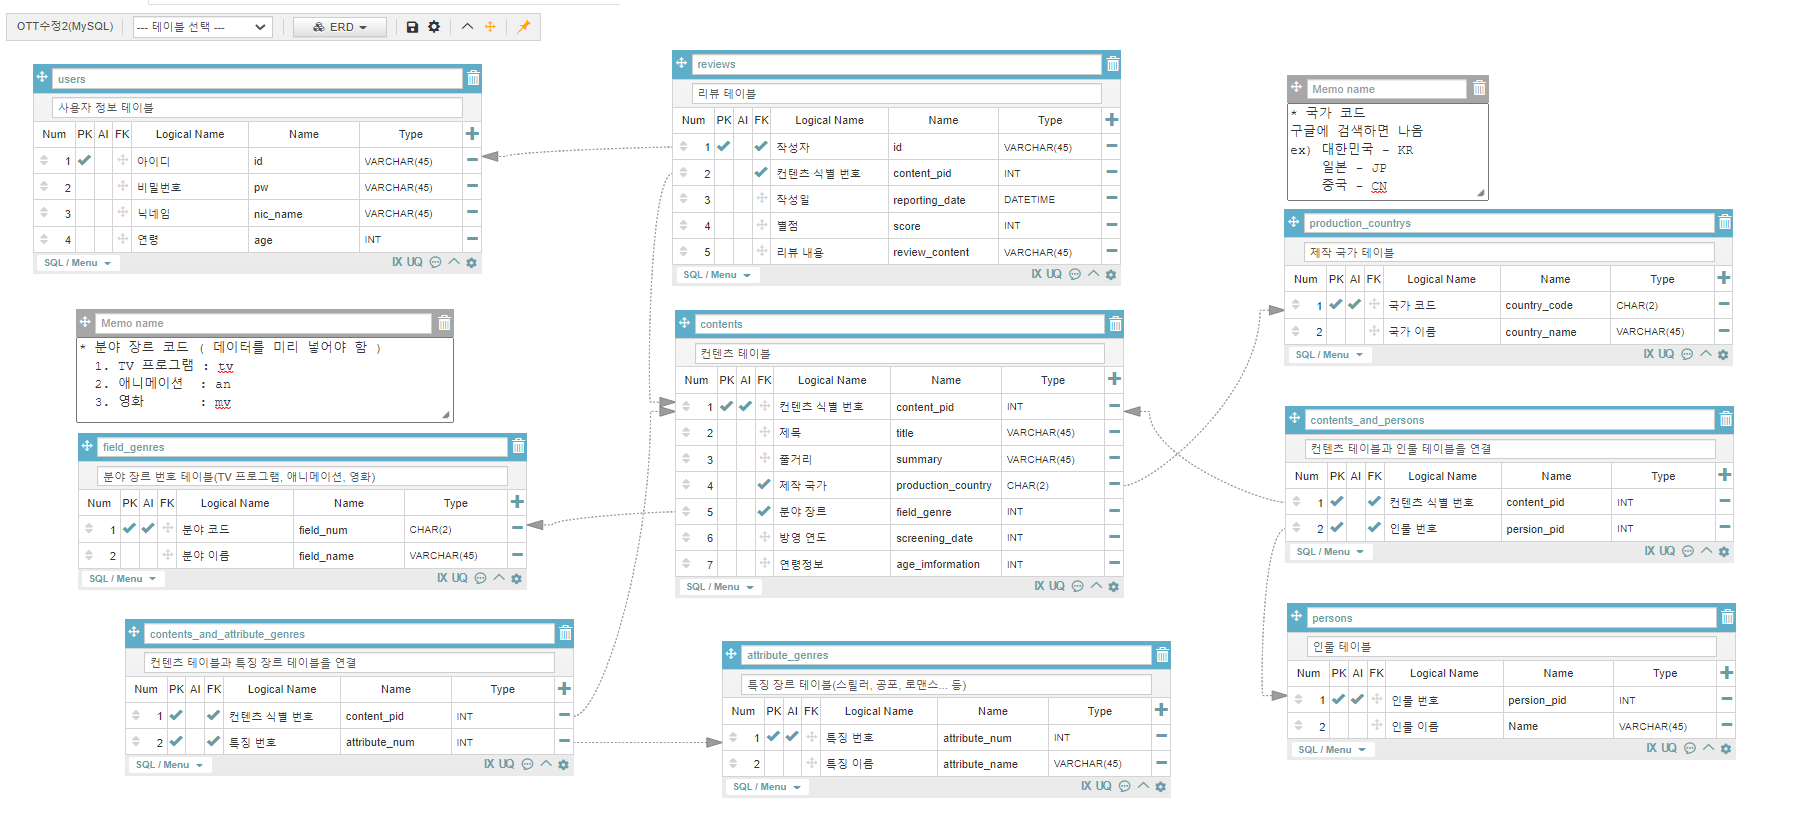 OTT수정2(MySQL) --- 테이블 선택 --- ERD
users
사용자 정보 테이블
Num PK AI FK Logical Name Name Type
1 아이디 id VARCHAR(45)
2 비밀번호 pw VARCHAR(45)
3 닉네임 nic_name VARCHAR(45)
4 연령 age INT
SQL / Menu IX UQ
reviews
리뷰 테이블
Num PK AI FK Logical Name Name Type
1 작성자 id VARCHAR(45)
2 컨텐츠 식별 번호 content_pid INT
3 작성일 reporting_date DATETIME
4 별점 score INT
5 리뷰 내용 review_content VARCHAR(45)
SQL / Menu IX UQ
Memo name
* 국가 코드
구글에 검색하면 나옴
ex) 대한민국 - KR
일본 - JP
중국 - CN
production_countrys
제작 국가 테이블
Num PK AI FK Logical Name Name Type
1 국가 코드 country_code CHAR(2)
2 국가 이름 country_name VARCHAR(45)
SQL / Menu IX UQ
Memo name
* 분야 장르 코드 ( 데이터를 미리 넣어야 함 )
1. TV 프로그램 : tv
2. 애니메이션 : an
3. 영화 : mv
field_genres
분야 장르 번호 테이블(TV 프로그램, 애니메이션, 영화)
Num PK AI FK Logical Name Name Type
1 분야 코드 field_num CHAR(2)
2 분야 이름 field_name VARCHAR(45)
SQL / Menu IX UQ
contents
컨텐츠 테이블
Num PK AI FK Logical Name Name Type
1 컨텐츠 식별 번호 content_pid INT
2 제목 title VARCHAR(45)
3 줄거리 summary VARCHAR(45)
4 제작 국가 production_country CHAR(2)
5 분야 장르 field_genre INT
6 방영 연도 screening_date INT
7 연령정보 age_imformation INT
SQL / Menu IX UQ
contents_and_persons
컨텐츠 테이블과 인물 테이블을 연결
Num PK AI FK Logical Name Name Type
1 컨텐츠 식별 번호 content_pid INT
2 인물 번호 persion_pid INT
SQL / Menu IX UQ
contents_and_attribute_genres
컨텐츠 테이블과 특징 장르 테이블을 연결
Num PK AI FK Logical Name Name Type
1 컨텐츠 식별 번호 content_pid INT
2 특징 번호 attribute_num INT
SQL / Menu IX UQ
attribute_genres
특징 장르 테이블(스릴러, 공포, 로맨스... 등)
Num PK AI FK Logical Name Name Type
1 특징 번호 attribute_num INT
2 특징 이름 attribute_name VARCHAR(45)
SQL / Menu IX UQ
persons
인물 테이블
Num PK AI FK Logical Name Name Type
1 인물 번호 persion_pid INT
2 인물 이름 Name VARCHAR(45)
SQL / Menu IX UQ